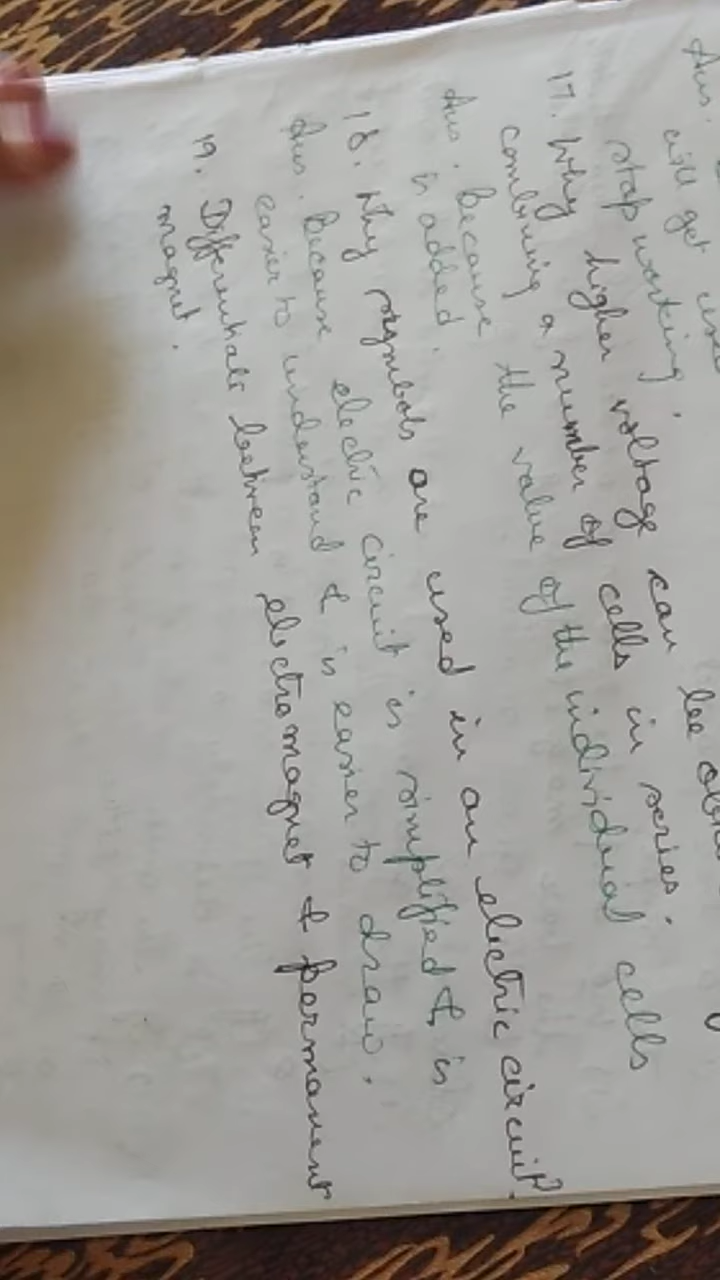 Ans.
will get
stop working.
17. Why higher voltage can be
combining a number of cells in series.
Ans. Because the value of the individual cells
is added.
18. Why symbols are used in an electric circuit?
Ans. Because electric circuit is simplified & is
easier to understand & is easier to draw.
19. Differentiate between electromagnet & permanent
magnet.